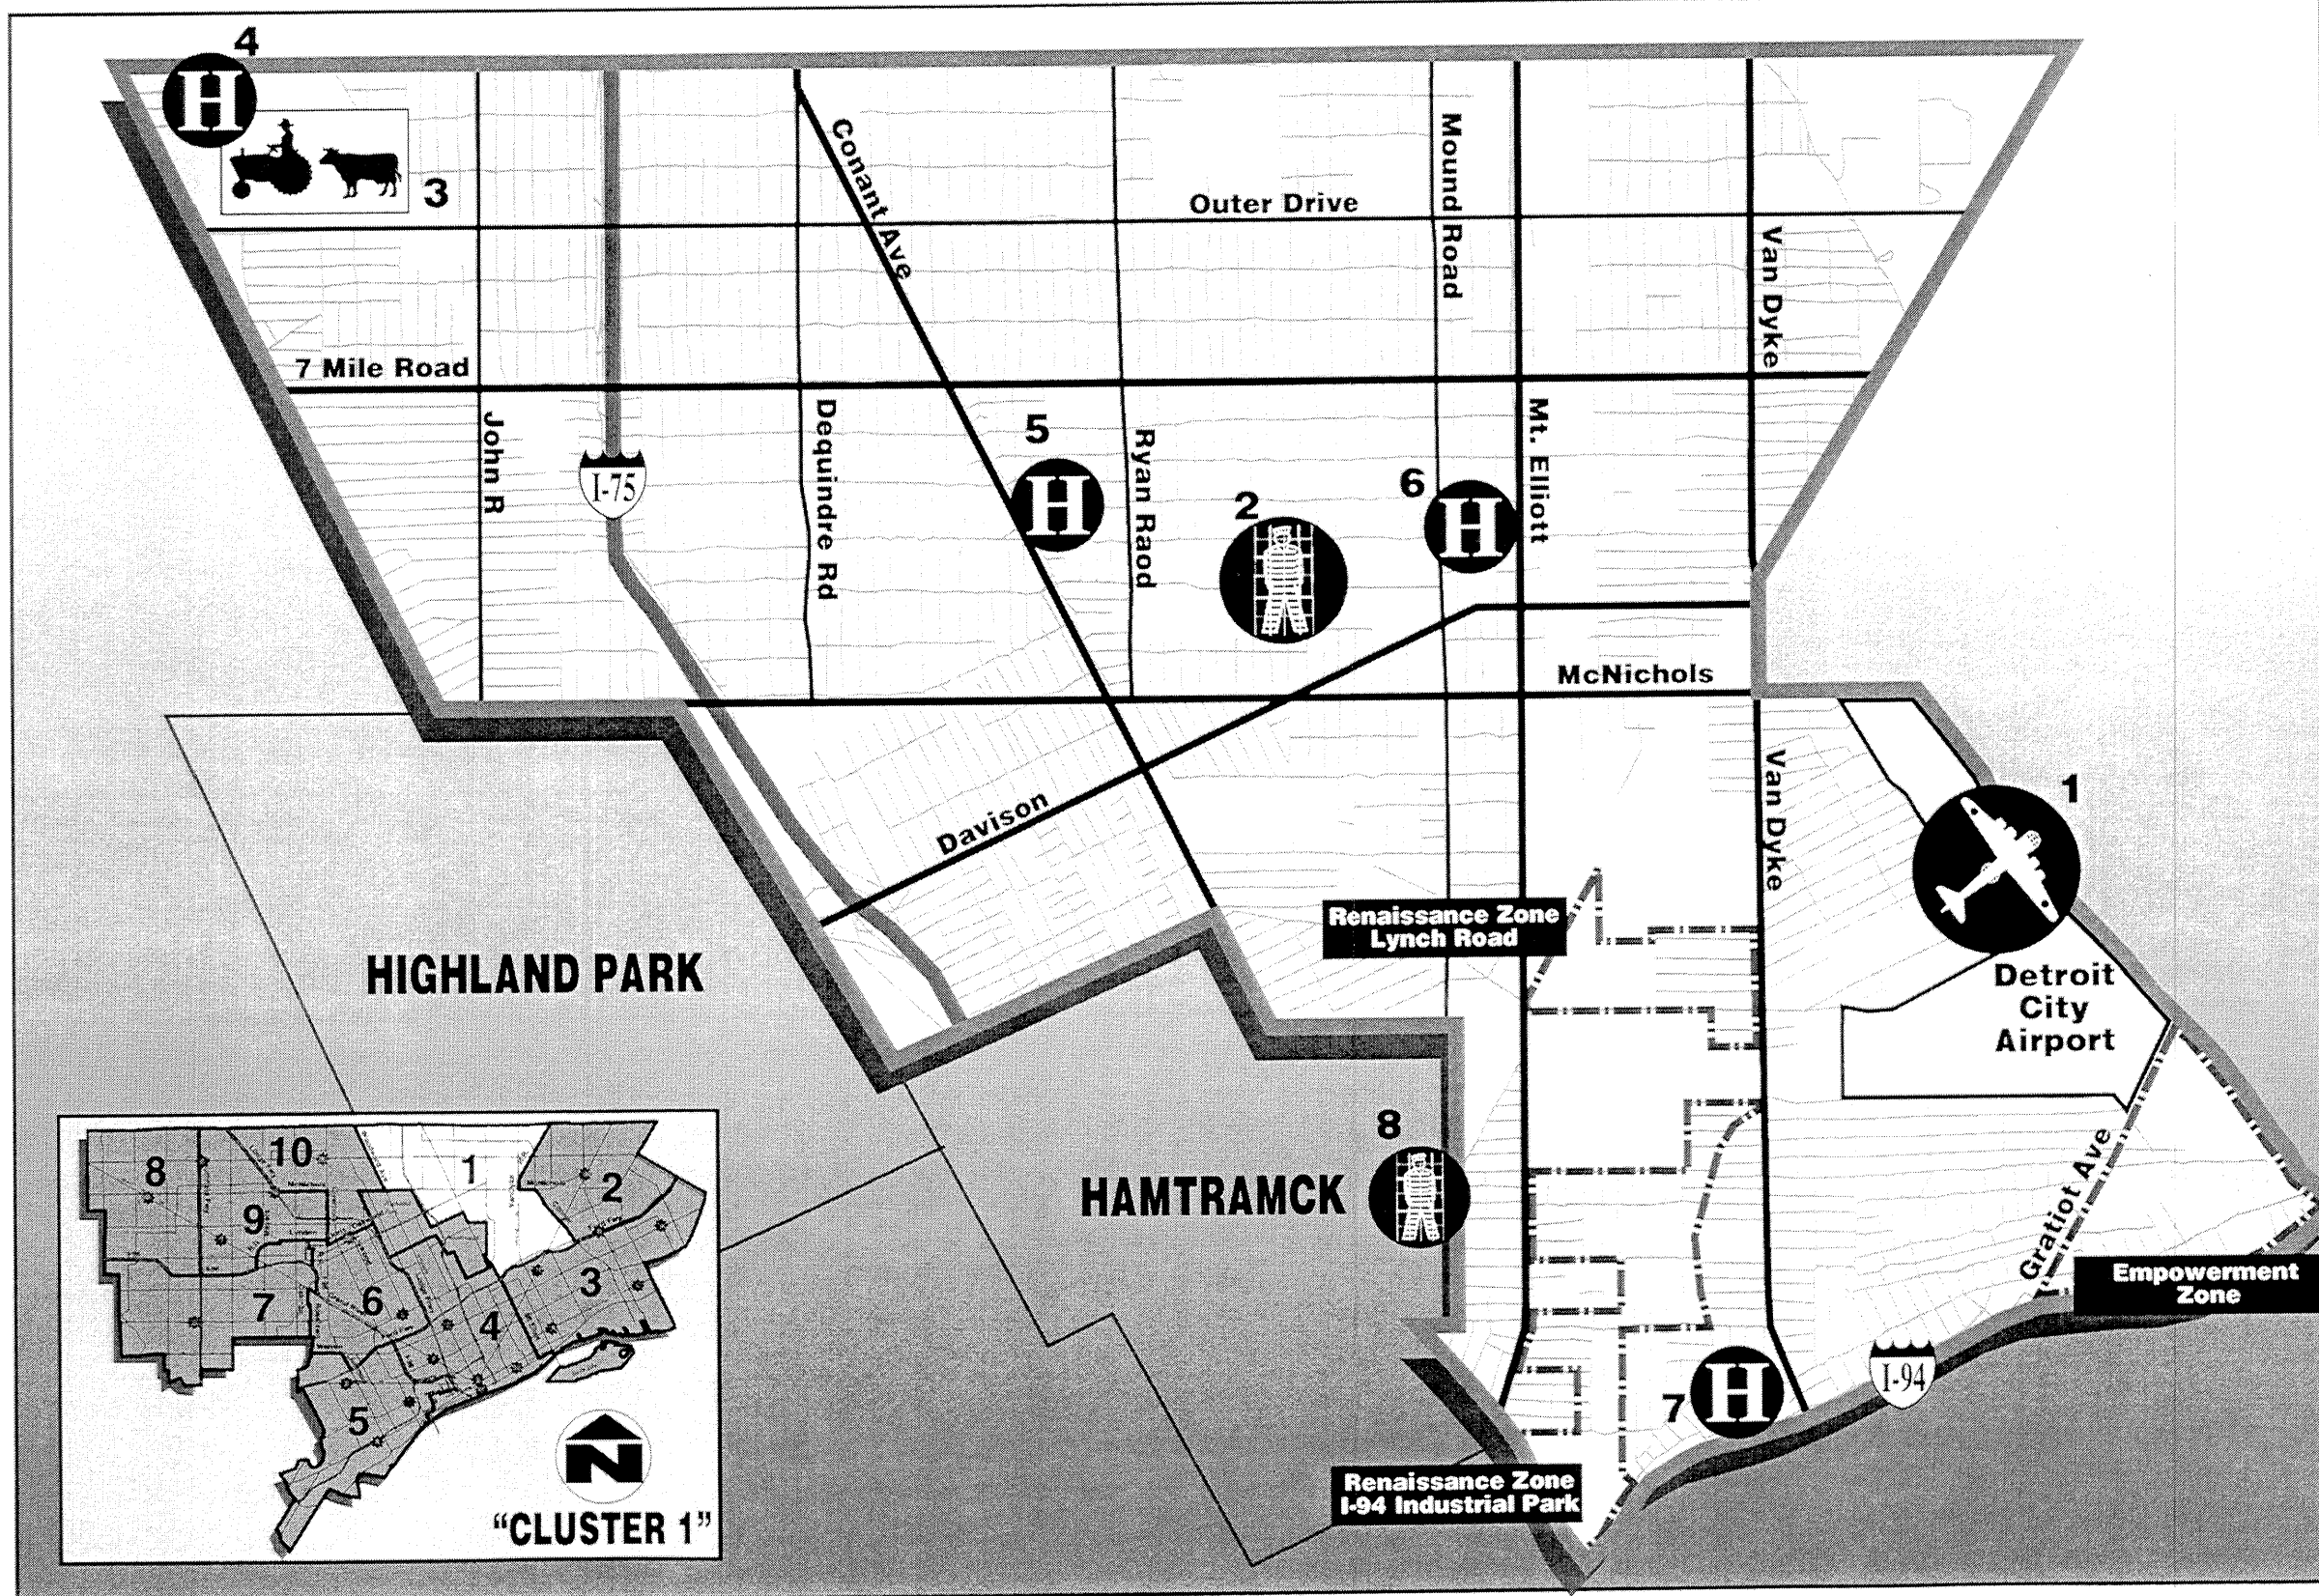 4
H
3
Conant Ave
Mound Road
Outer Drive
Van Dyke
7 Mile Road
John R
I-75
Dequindre Rd
5
H
Ryan Raod
2
6
H
Mt. Elliott
McNichols
Van Dyke
1
Davison
Renaissance Zone
Lynch Road
Detroit
City
Airport
HIGHLAND PARK
HAMTRAMCK
8
Gratiot Ave
Empowerment
Zone
7
H
I-94
Renaissance Zone
I-94 Industrial Park
8
10
1
2
9
3
7
6
4
5
N
"CLUSTER 1"